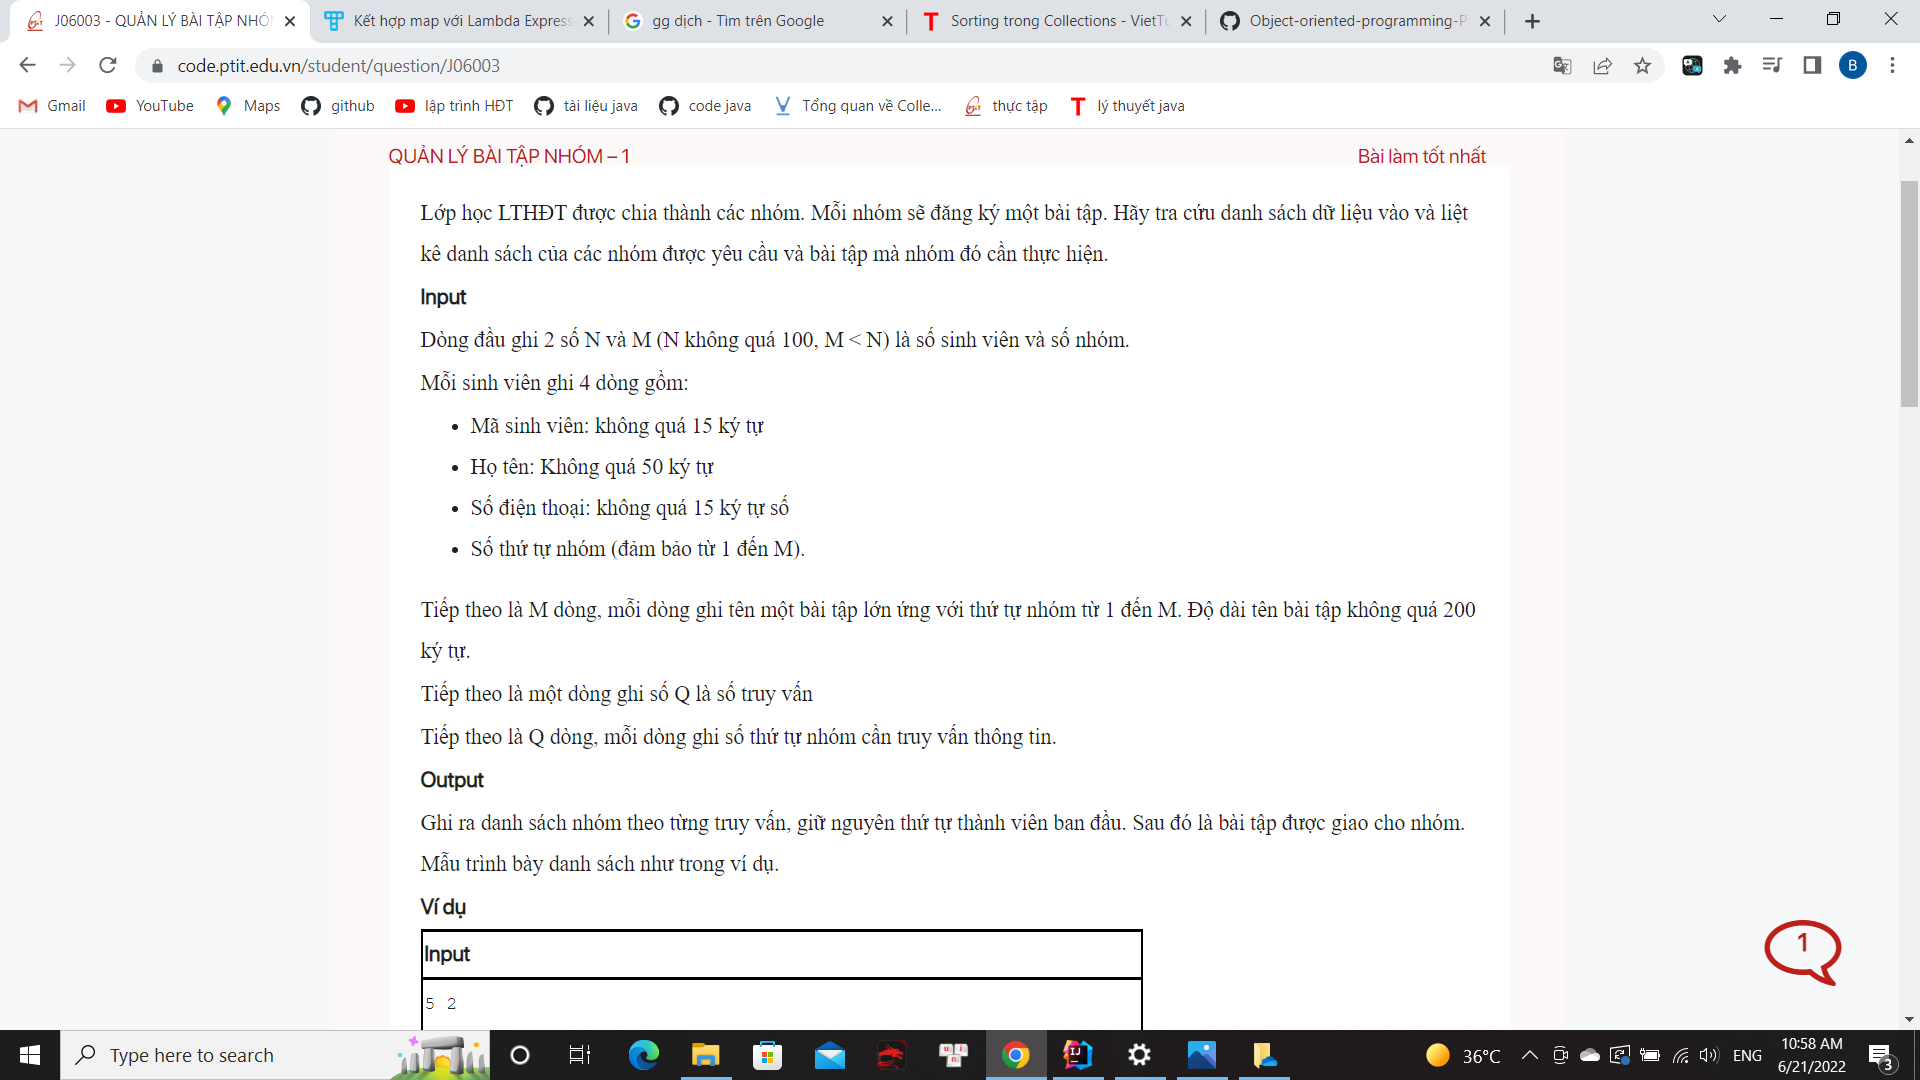 J06003 - QUẢN LÝ BÀI TẬP NHÓM
Kết hợp map với Lambda Express
gg dịch - Tìm trên Google
Sorting trong Collections - VietTu
Object-oriented-programming-P
code.ptit.edu.vn/student/question/J06003
B
Gmail
YouTube
Maps
github
lập trình HĐT
tài liệu java
code java
Tổng quan về Colle...
thực tập
lý thuyết java
QUẢN LÝ BÀI TẬP NHÓM – 1
Bài làm tốt nhất
Lớp học LTHĐT được chia thành các nhóm. Mỗi nhóm sẽ đăng ký một bài tập. Hãy tra cứu danh sách dữ liệu vào và liệt
kê danh sách của các nhóm được yêu cầu và bài tập mà nhóm đó cần thực hiện.
Input
Dòng đầu ghi 2 số N và M (N không quá 100, M < N) là số sinh viên và số nhóm.
Mỗi sinh viên ghi 4 dòng gồm:
• Mã sinh viên: không quá 15 ký tự
• Họ tên: Không quá 50 ký tự
• Số điện thoại: không quá 15 ký tự số
• Số thứ tự nhóm (đảm bảo từ 1 đến M).
Tiếp theo là M dòng, mỗi dòng ghi tên một bài tập lớn ứng với thứ tự nhóm từ 1 đến M. Độ dài tên bài tập không quá 200
ký tự.
Tiếp theo là một dòng ghi số Q là số truy vấn
Tiếp theo là Q dòng, mỗi dòng ghi số thứ tự nhóm cần truy vấn thông tin.
Output
Ghi ra danh sách nhóm theo từng truy vấn, giữ nguyên thứ tự thành viên ban đầu. Sau đó là bài tập được giao cho nhóm.
Mẫu trình bày danh sách như trong ví dụ.
Ví dụ
Input
5 2
1
Type here to search
36°C
ENG
10:58 AM
6/21/2022
3